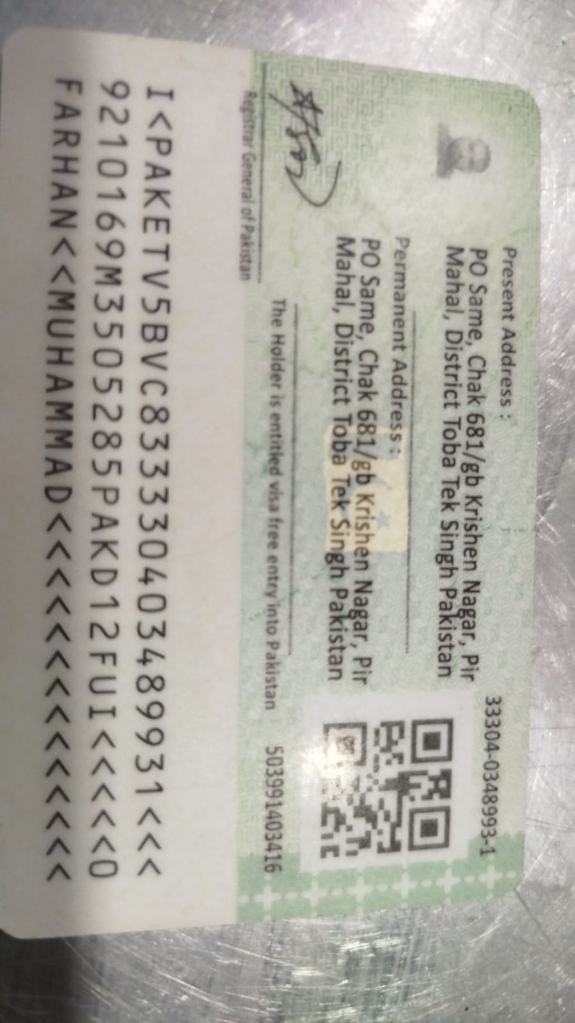 33304-0348993-1
Present Address :
PO Same, Chak 681/gb Krishen Nagar, Pir
Mahal, District Toba Tek Singh Pakistan
Permanent Address :
PO Same, Chak 681/gb Krishen Nagar, Pir
Mahal, District Toba Tek Singh Pakistan
Registrar General of Pakistan
The Holder is entitled visa free entry into Pakistan
503991403416
I<PAKETV5BVC833330403489931<<<
9210169M3505285PAKD12FUI<<<<<0
FARHAN<<MUHAMMAD<<<<<<<<<<<<<<